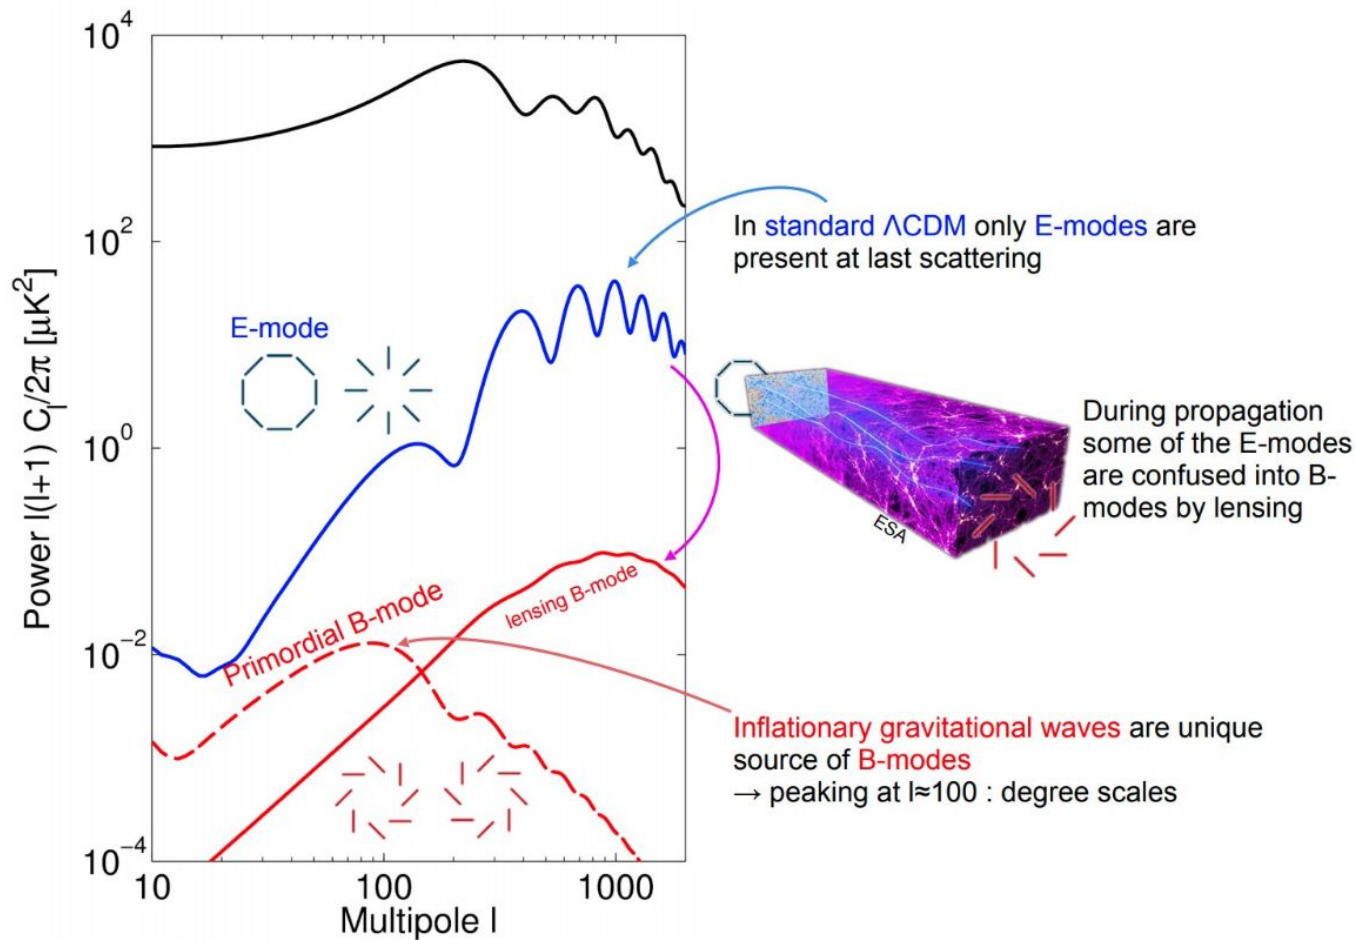 10⁴
10²
10⁰
10⁻²
10⁻⁴
Power l(l+1) C_l/2π [μK²]
10
100
1000
Multipole l
E-mode
Primordial B-mode
lensing B-mode
In standard ΛCDM only E-modes are
present at last scattering
ESA
During propagation
some of the E-modes
are confused into B-
modes by lensing
Inflationary gravitational waves are unique
source of B-modes
→ peaking at l≈100 : degree scales